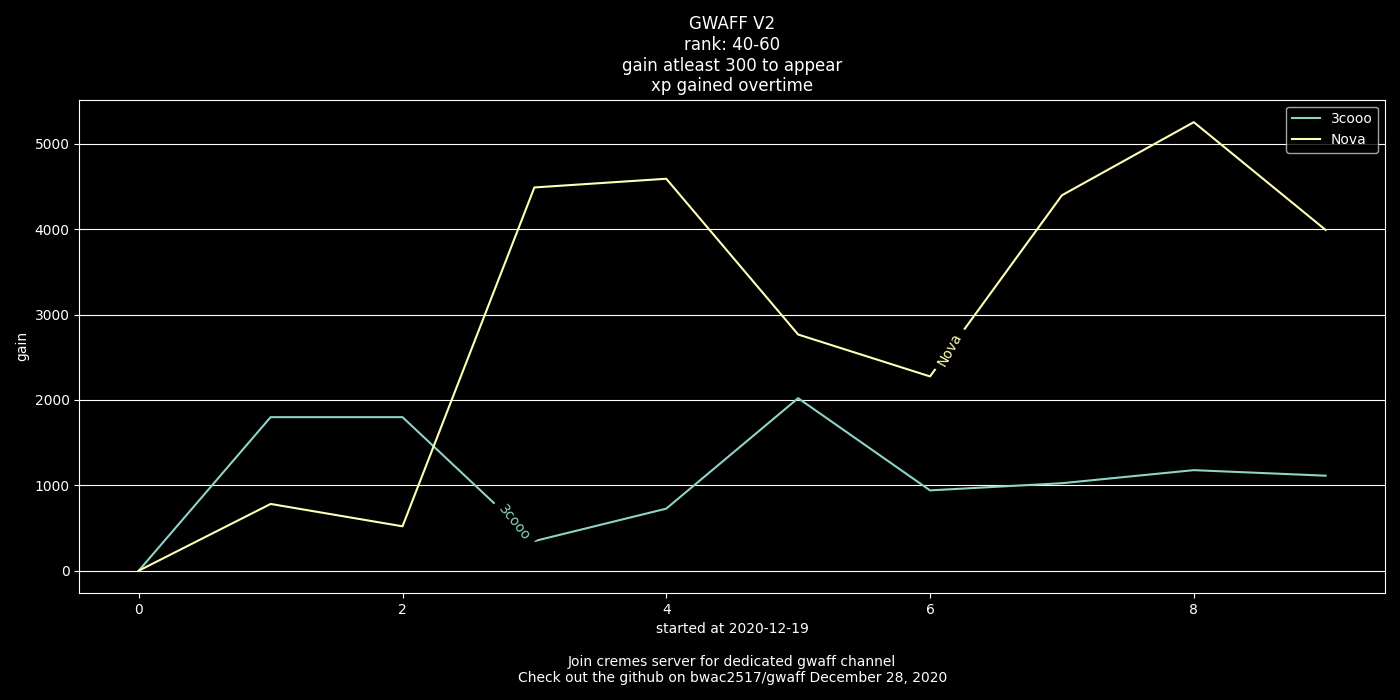 GWAFF V2
rank: 40-60
gain atleast 300 to appear
xp gained overtime
3cooo
Nova
5000
4000
3000
2000
1000
0
gain
Nova
3cooo
0
2
4
6
8
started at 2020-12-19
Join cremes server for dedicated gwaff channel
Check out the github on bwac2517/gwaff December 28, 2020